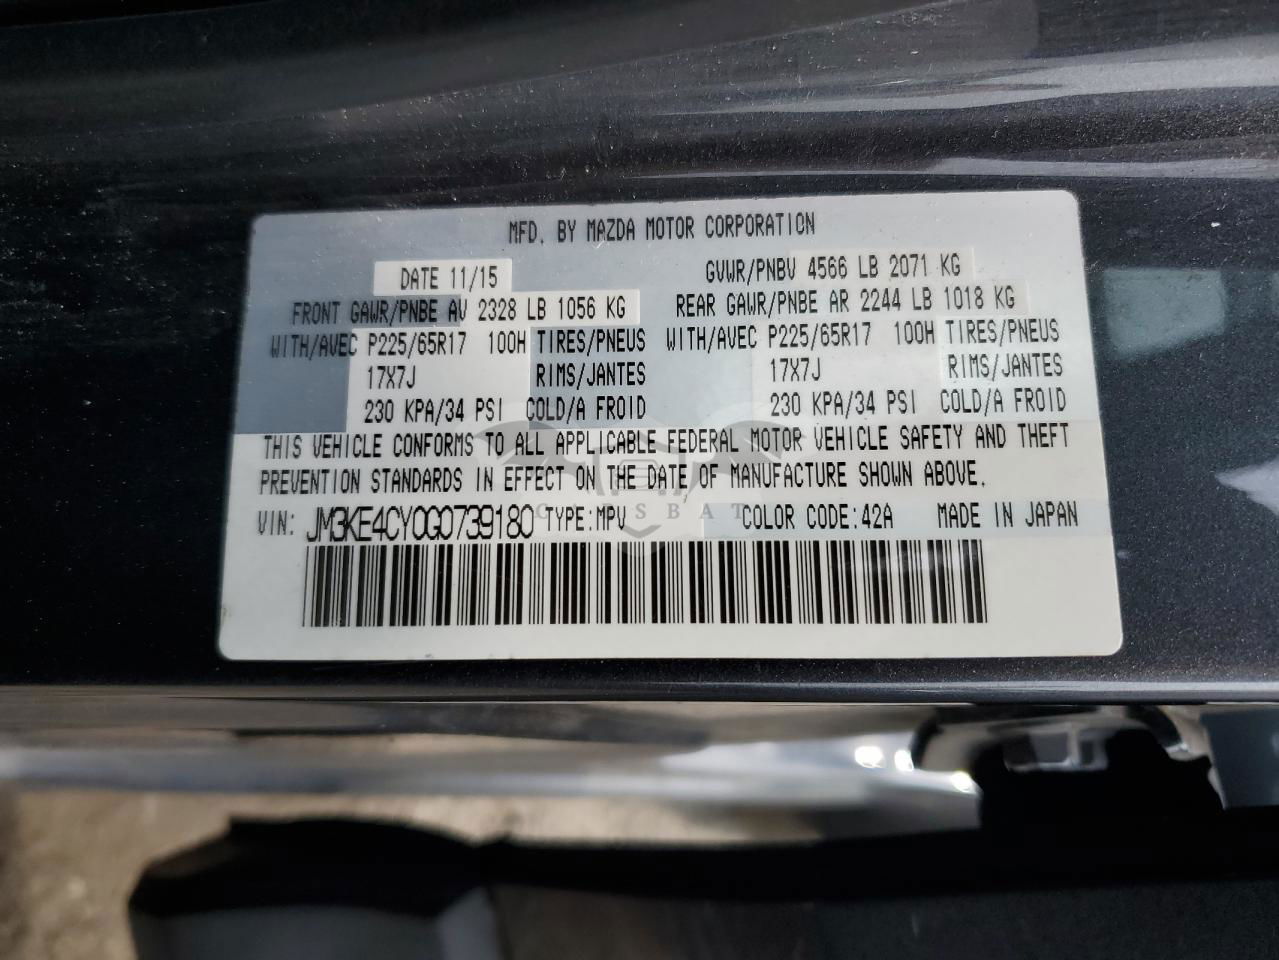 MFD. BY MAZDA MOTOR CORPORATION
DATE 11/15 GVWR/PNBV 4566 LB 2071 KG
FRONT GAWR/PNBE AV 2328 LB 1056 KG REAR GAWR/PNBE AR 2244 LB 1018 KG
WITH/AVEC P225/65R17 100H TIRES/PNEUS WITH/AVEC P225/65R17 100H TIRES/PNEUS
17X7J RIMS/JANTES 17X7J RIMS/JANTES
230 KPA/34 PSI COLD/A FROID 230 KPA/34 PSI COLD/A FROID
THIS VEHICLE CONFORMS TO ALL APPLICABLE FEDERAL MOTOR VEHICLE SAFETY AND THEFT
PREVENTION STANDARDS IN EFFECT ON THE DATE OF MANUFACTURE SHOWN ABOVE.
VIN: JM3KE4CY0G0739180 TYPE:MPV COLOR CODE:42A MADE IN JAPAN